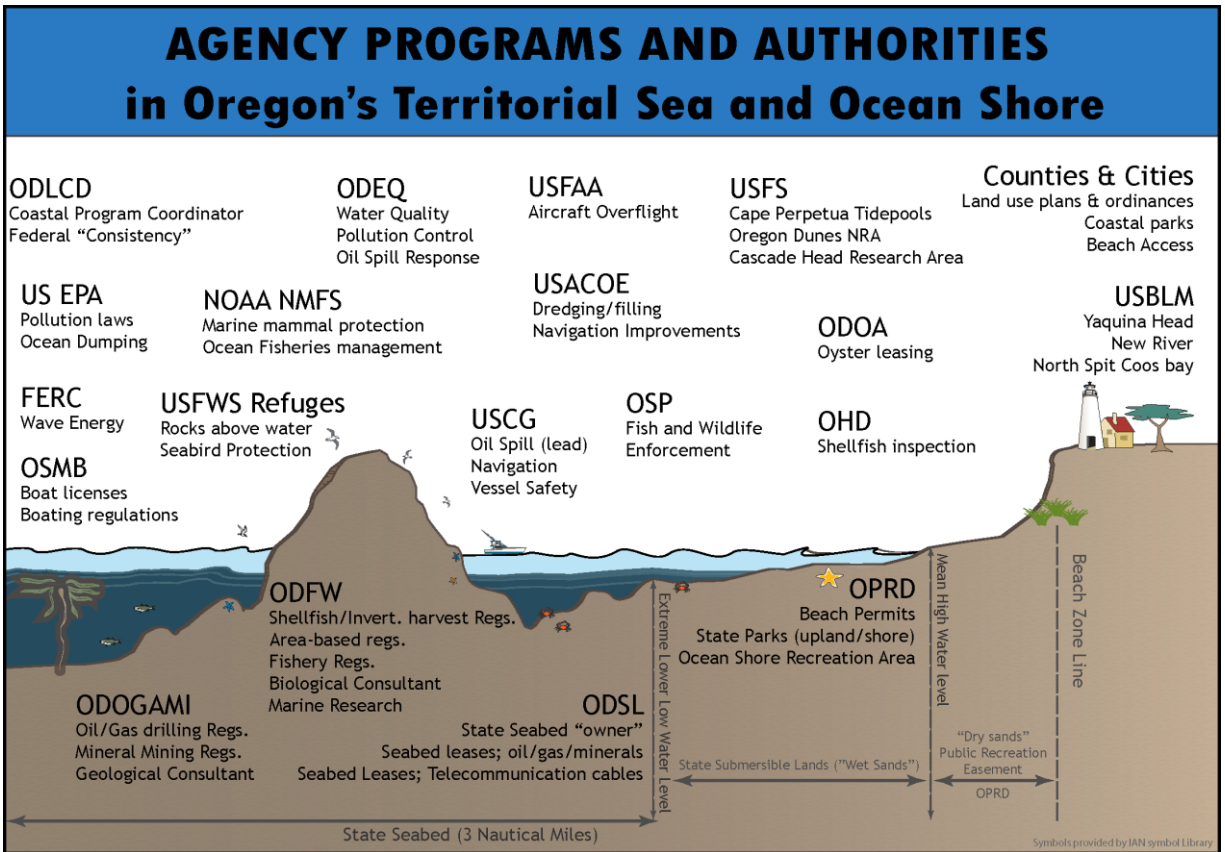 AGENCY PROGRAMS AND AUTHORITIES
in Oregon's Territorial Sea and Ocean Shore
ODLCD
Coastal Program Coordinator
Federal “Consistency”
ODEQ
Water Quality
Pollution Control
Oil Spill Response
USFAA
Aircraft Overflight
USFS
Cape Perpetua Tidepools
Oregon Dunes NRA
Cascade Head Research Area
Counties & Cities
Land use plans & ordinances
Coastal parks
Beach Access
US EPA
Pollution laws
Ocean Dumping
NOAA NMFS
Marine mammal protection
Ocean Fisheries management
USACOE
Dredging/filling
Navigation Improvements
ODOA
Oyster leasing
USBLM
Yaquina Head
New River
North Spit Coos bay
FERC
Wave Energy
USFWS Refuges
Rocks above water
Seabird Protection
USCG
Oil Spill (lead)
Navigation
Vessel Safety
OSP
Fish and Wildlife
Enforcement
OHD
Shellfish inspection
OSMB
Boat licenses
Boating regulations
ODFW
Shellfish/Invert. harvest Regs.
Area-based regs.
Fishery Regs.
Biological Consultant
Marine Research
OPRD
Beach Permits
State Parks (upland/shore)
Ocean Shore Recreation Area
ODOGAMI
Oil/Gas drilling Regs.
Mineral Mining Regs.
Geological Consultant
ODSL
State Seabed “owner”
Seabed leases; oil/gas/minerals
Seabed Leases; Telecommunication cables
Extreme Lower Low Water Level
Mean High Water level
Beach Zone Line
State Submersible Lands ("Wet Sands")
“Dry sands”
Public Recreation
Easement
OPRD
State Seabed (3 Nautical Miles)
Symbols provided by IAN symbol Library